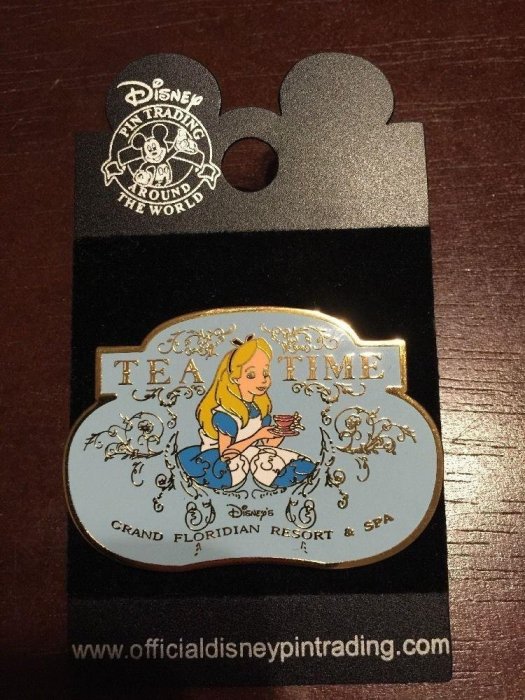 Disney
PIN TRADING
AROUND
THE WORLD
TEA TIME
Disney's
GRAND FLORIDIAN RESORT & SPA
www.officialdisneypintrading.com